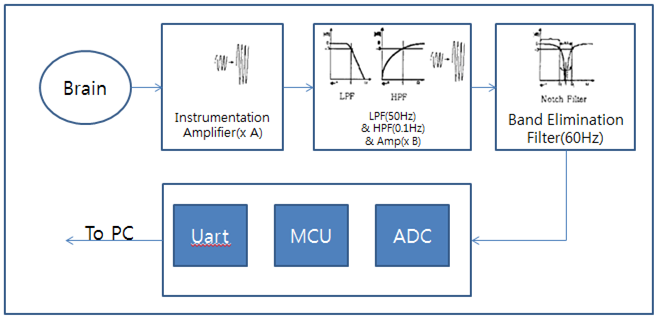 Brain
Instrumentation
Amplifier(x A)
LPF
HPF
LPF(50Hz)
& HPF(0.1Hz)
& Amp(x B)
Notch Filter
Band Elimination
Filter(60Hz)
To PC
Uart
MCU
ADC